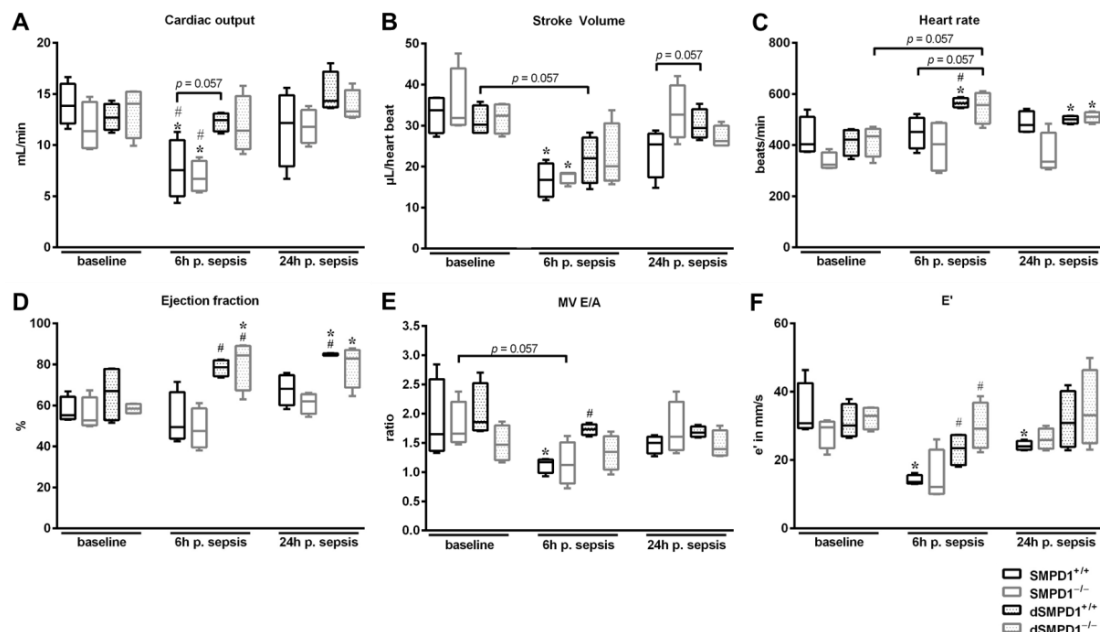 A
Cardiac output
20
15
10
5
0
mL/min
p = 0.057
#
*
#
*
baseline
6h p. sepsis
24h p. sepsis
B
Stroke Volume
50
40
30
20
10
0
µL/heart beat
p = 0.057
p = 0.057
*
*
baseline
6h p. sepsis
24h p. sepsis
C
Heart rate
800
600
400
200
0
beats/min
p = 0.057
p = 0.057
#
*
*
*
baseline
6h p. sepsis
24h p. sepsis
D
Ejection fraction
100
80
60
40
20
0
%
#
*
#
*
#
*
baseline
6h p. sepsis
24h p. sepsis
E
MV E/A
3.5
3.0
2.5
2.0
1.5
1.0
0.5
0.0
ratio
p = 0.057
*
#
baseline
6h p. sepsis
24h p. sepsis
F
E'
60
40
20
0
e' in mm/s
*
#
#
*
baseline
6h p. sepsis
24h p. sepsis
SMPD1+/+
SMPD1−/−
dSMPD1+/+
dSMPD1−/−